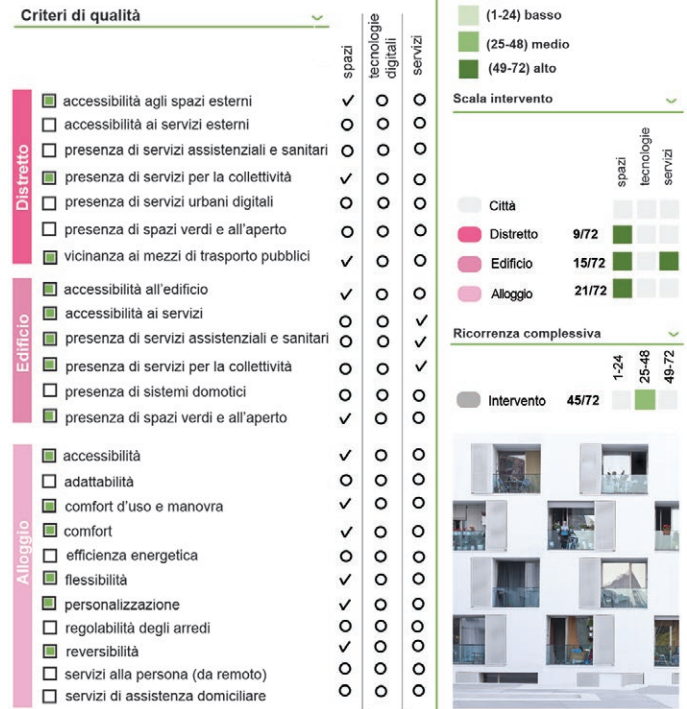 Criteri di qualità
spazi
tecnologie
digitali
servizi
Distretto
accessibilità agli spazi esterni
accessibilità ai servizi esterni
presenza di servizi assistenziali e sanitari
presenza di servizi per la collettività
presenza di servizi urbani digitali
presenza di spazi verdi e all'aperto
vicinanza ai mezzi di trasporto pubblici
Edificio
accessibilità all'edificio
accessibilità ai servizi
presenza di servizi assistenziali e sanitari
presenza di servizi per la collettività
presenza di sistemi domotici
presenza di spazi verdi e all'aperto
Alloggio
accessibilità
adattabilità
comfort d'uso e manovra
comfort
efficienza energetica
flessibilità
personalizzazione
regolabilità degli arredi
reversibilità
servizi alla persona (da remoto)
servizi di assistenza domiciliare
(1-24) basso
(25-48) medio
(49-72) alto
Scala intervento
spazi
tecnologie
servizi
Città
Distretto 9/72
Edificio 15/72
Alloggio 21/72
Ricorrenza complessiva
1-24
25-48
49-72
Intervento 45/72